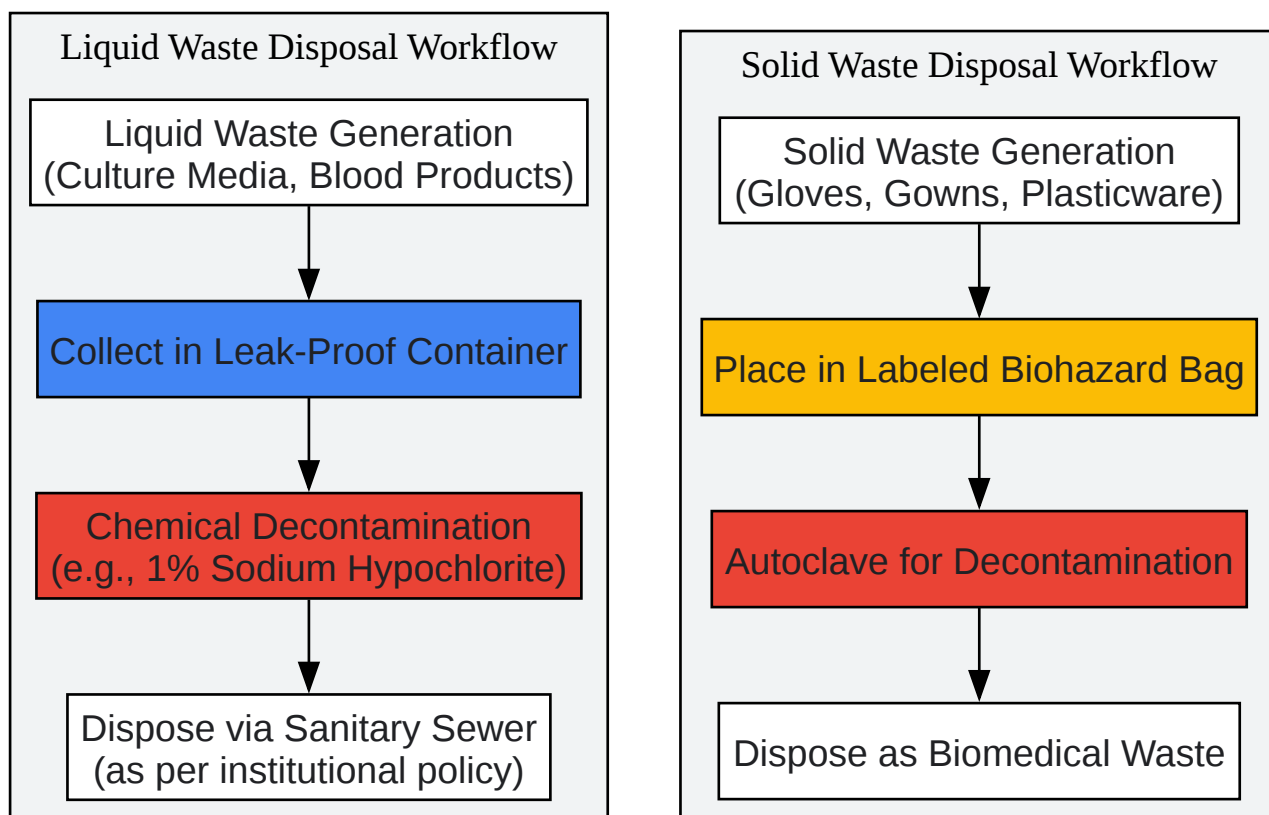 Liquid Waste Disposal Workflow
Liquid Waste Generation
(Culture Media, Blood Products)
Collect in Leak-Proof Container
Chemical Decontamination
(e.g., 1% Sodium Hypochlorite)
Dispose via Sanitary Sewer
(as per institutional policy)
Solid Waste Disposal Workflow
Solid Waste Generation
(Gloves, Gowns, Plasticware)
Place in Labeled Biohazard Bag
Autoclave for Decontamination
Dispose as Biomedical Waste